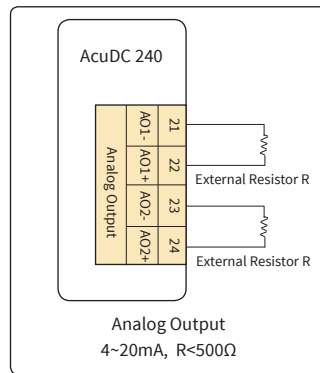 AcuDC 240
Analog Output
AO1- 21
AO1+ 22
External Resistor R
AO2- 23
AO2+ 24
External Resistor R
Analog Output
4~20mA, R<500Ω